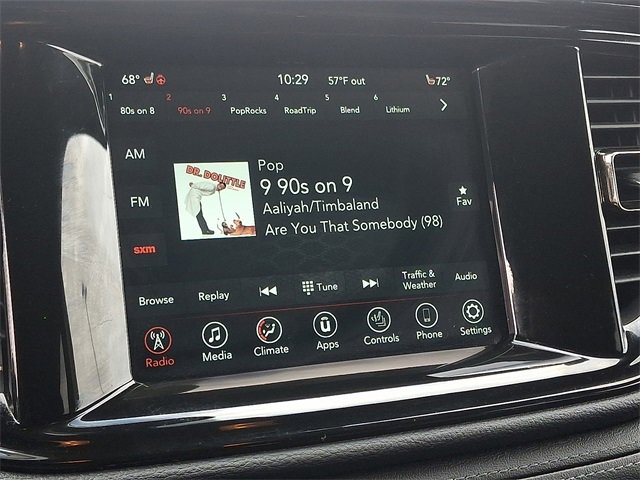 68° 10:29 57°F out 72°
1 2 3 4 5 6
80s on 8 90s on 9 PopRocks RoadTrip Blend Lithium
AM
FM
sxm
DR. DOLITTLE
Pop
9 90s on 9
Aaliyah/Timbaland
Are You That Somebody (98)
Fav
Browse Replay Tune Traffic & Weather Audio
Radio Media Climate Apps Controls Phone Settings